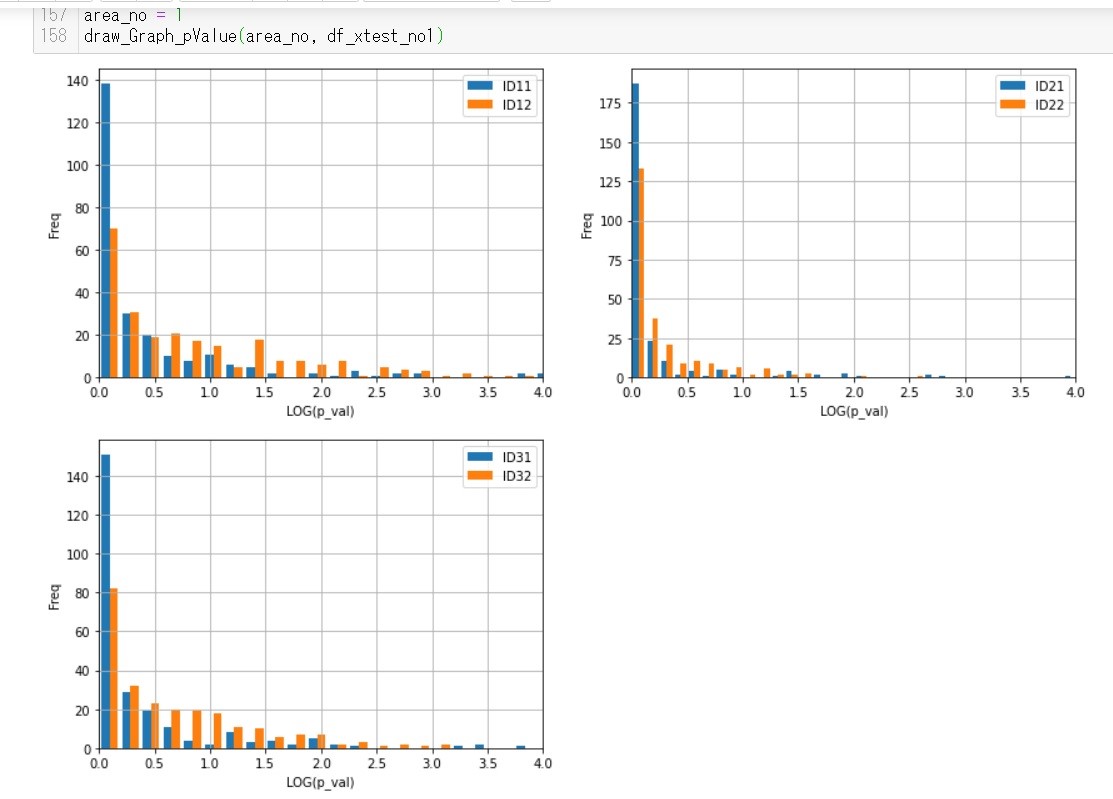 157 area_no = 1
158 draw_Graph_pValue(area_no, df_xtest_no1)
140
120
100
80
60
40
20
0
Freq
ID11
ID12
0.0 0.5 1.0 1.5 2.0 2.5 3.0 3.5 4.0
LOG(p_val)
175
150
125
100
75
50
25
0
Freq
ID21
ID22
0.0 0.5 1.0 1.5 2.0 2.5 3.0 3.5 4.0
LOG(p_val)
140
120
100
80
60
40
20
0
Freq
ID31
ID32
0.0 0.5 1.0 1.5 2.0 2.5 3.0 3.5 4.0
LOG(p_val)